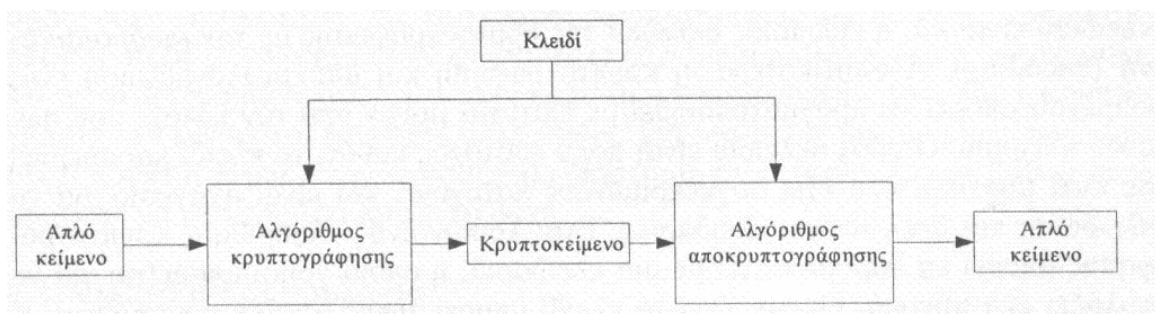 Κλειδί
Απλό
κείμενο
Αλγόριθμος
κρυπτογράφησης
Κρυπτοκείμενο
Αλγόριθμος
αποκρυπτογράφησης
Απλό
κείμενο